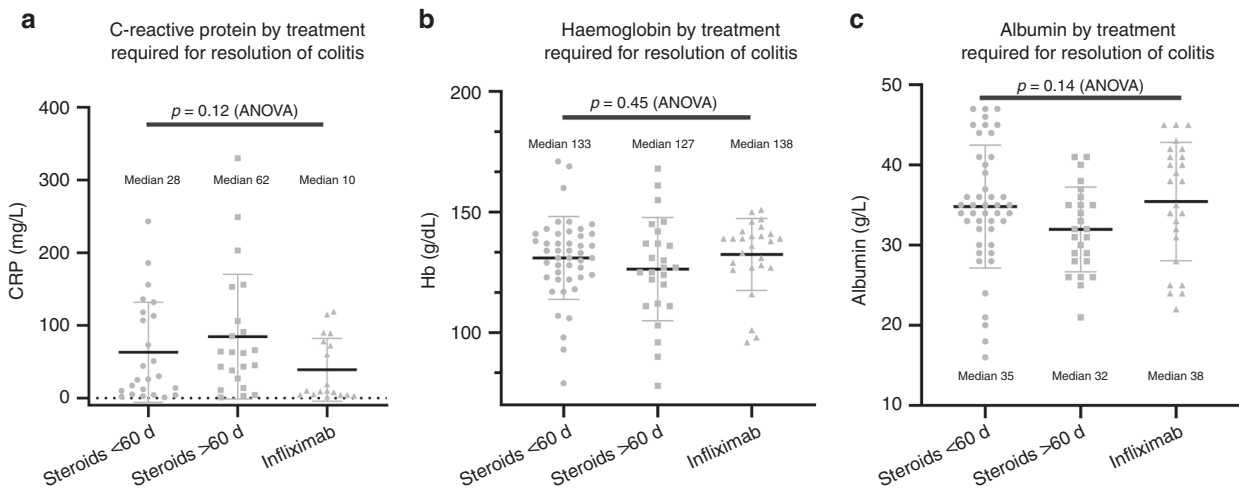 a
C-reactive protein by treatment
required for resolution of colitis
p = 0.12 (ANOVA)
Median 28
Median 62
Median 10
CRP (mg/L)
400
300
200
100
0
Steroids <60 d
Steroids >60 d
Infliximab
b
Haemoglobin by treatment
required for resolution of colitis
p = 0.45 (ANOVA)
Median 133
Median 127
Median 138
Hb (g/dL)
200
150
100
Steroids <60 d
Steroids >60 d
Infliximab
c
Albumin by treatment
required for resolution of colitis
p = 0.14 (ANOVA)
Albumin (g/L)
50
40
30
20
10
Median 35
Median 32
Median 38
Steroids <60 d
Steroids >60 d
Infliximab